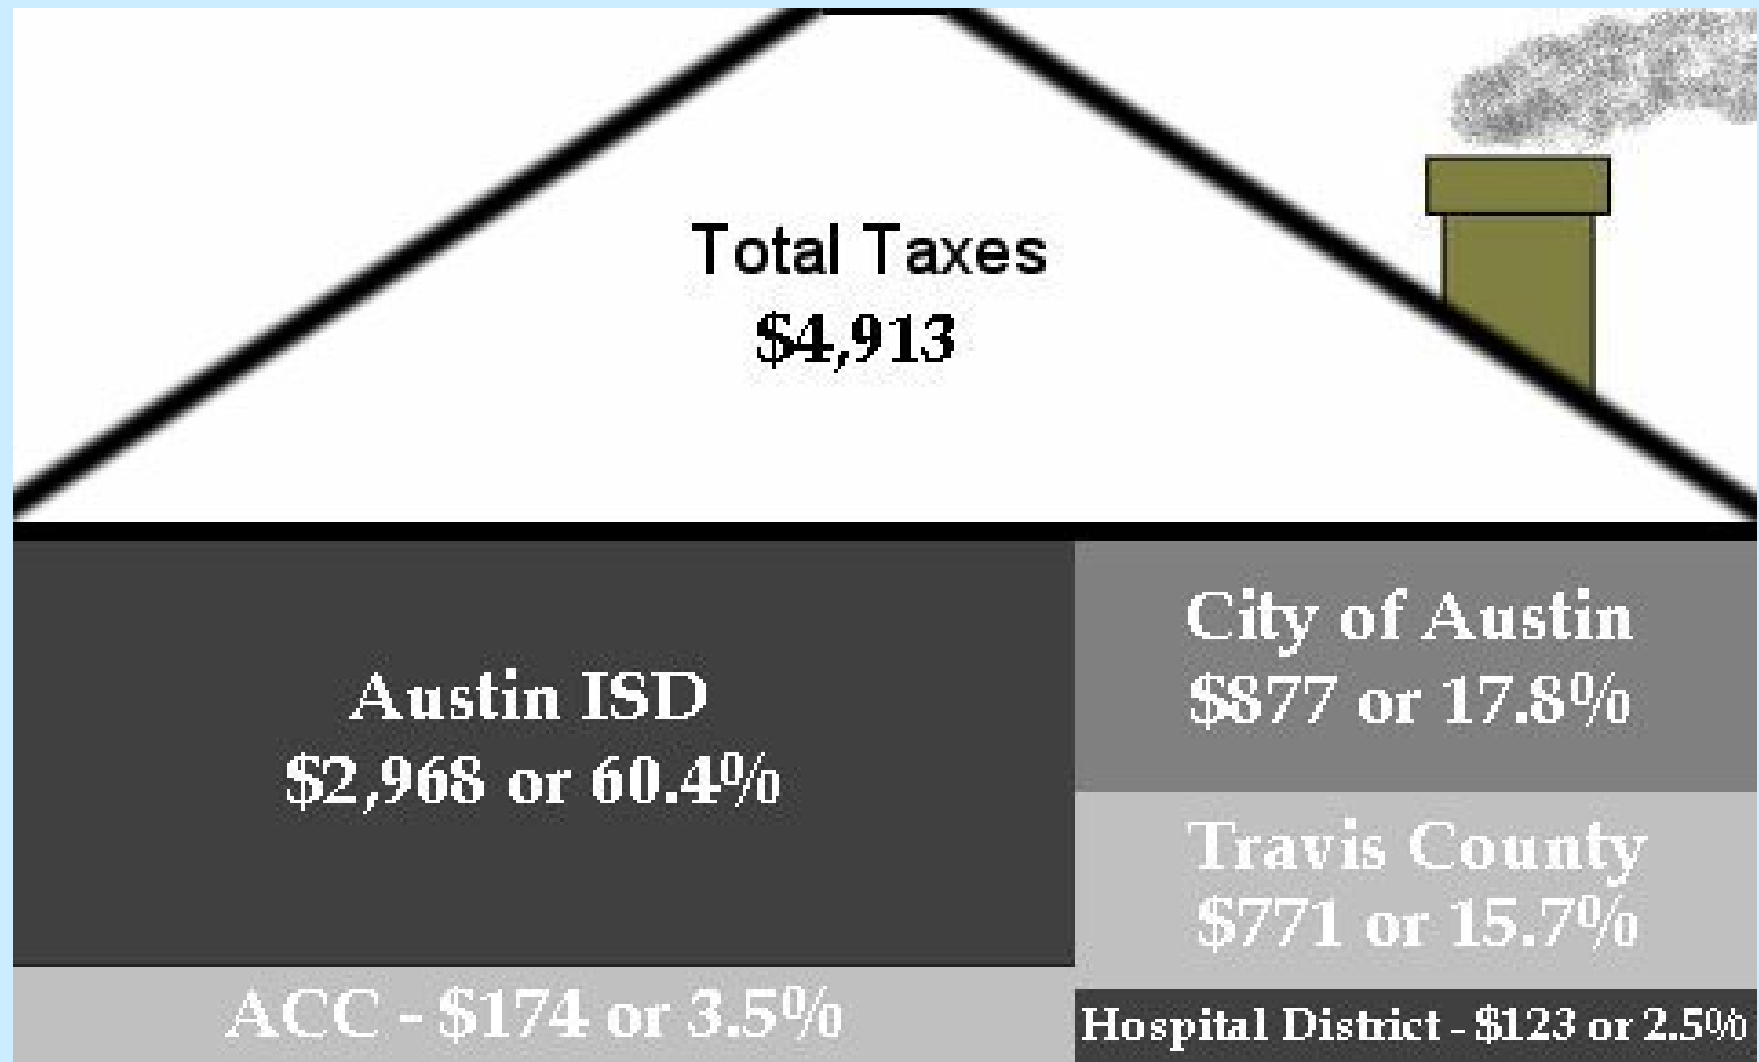 Total Taxes
$4,913
Austin ISD
$2,968 or 60.4%
ACC - $174 or 3.5%
City of Austin
$877 or 17.8%
Travis County
$771 or 15.7%
Hospital District - $123 or 2.5%